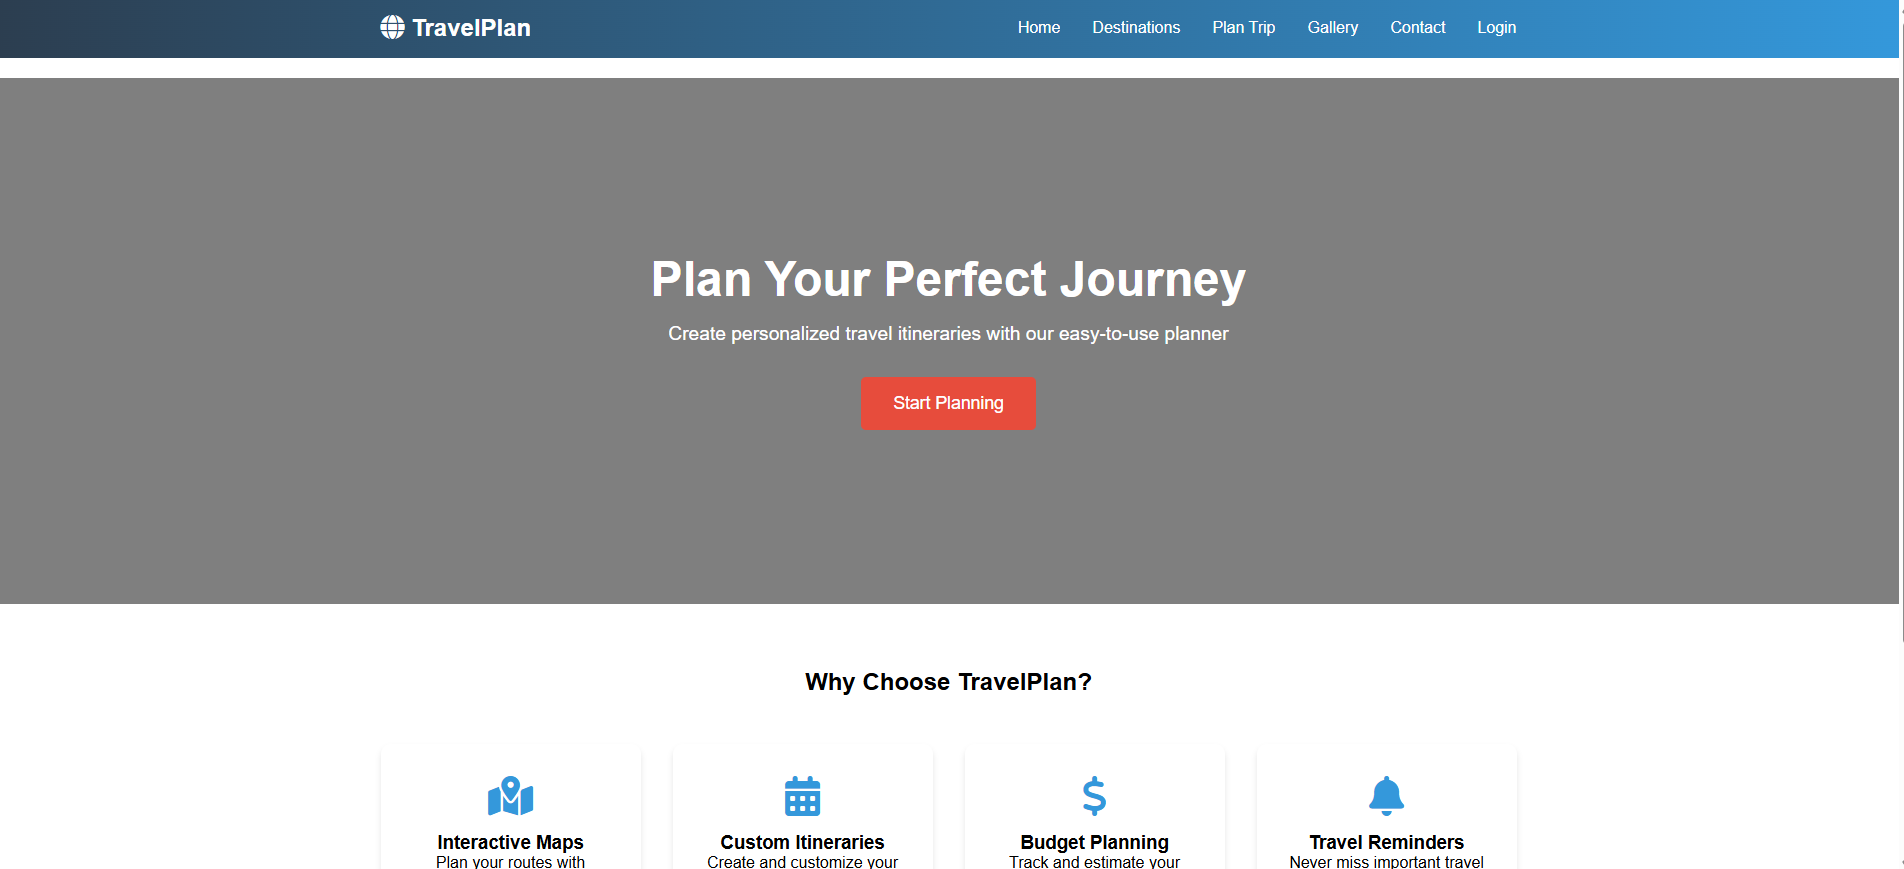 TravelPlan
Home Destinations Plan Trip Gallery Contact Login
Plan Your Perfect Journey
Create personalized travel itineraries with our easy-to-use planner
Start Planning
Why Choose TravelPlan?
Interactive Maps
Plan your routes with
Custom Itineraries
Create and customize your
Budget Planning
Track and estimate your
Travel Reminders
Never miss important travel